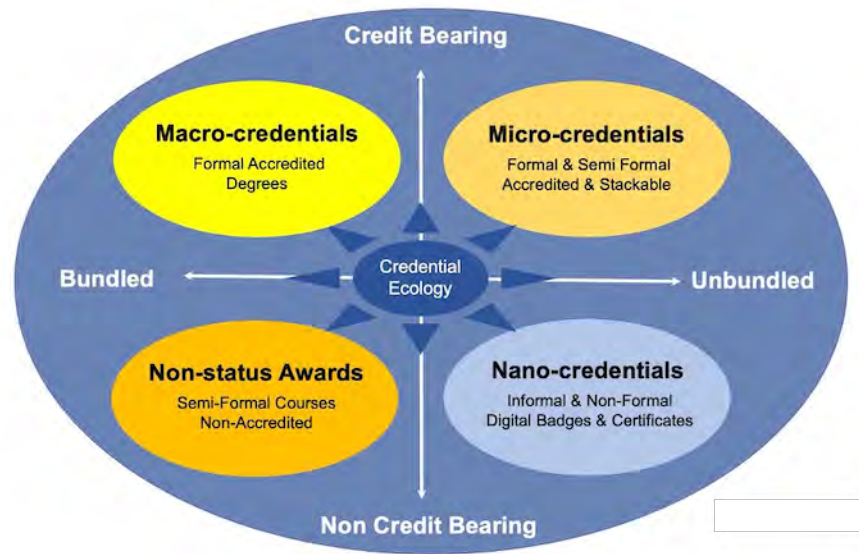 Credit Bearing
Macro-credentials
Formal Accredited
Degrees
Micro-credentials
Formal & Semi Formal
Accredited & Stackable
Bundled
Credential
Ecology
Unbundled
Non-status Awards
Semi-Formal Courses
Non-Accredited
Nano-credentials
Informal & Non-Formal
Digital Badges & Certificates
Non Credit Bearing